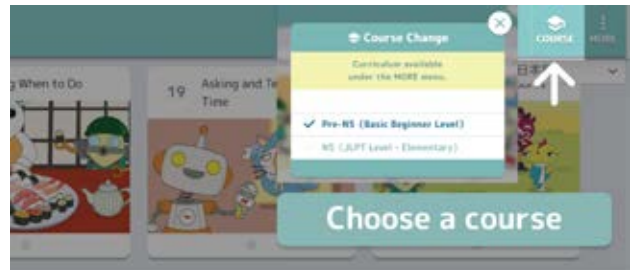 COURSE
MORE
Course Change
Curriculum available
under the MORE menu.
✓ Pre-N5 (Basic Beginner Level)
N5 (JLPT Level - Elementary)
g When to Do
19 Asking and Te
Time
日本
Choose a course